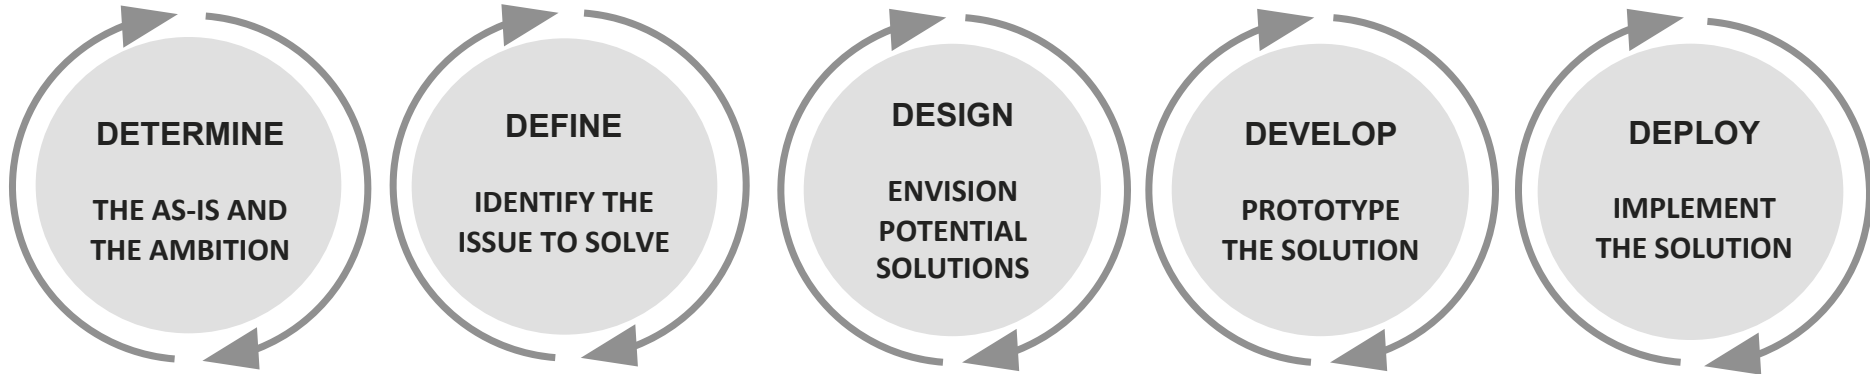 DETERMINE
THE AS-IS AND
THE AMBITION
DEFINE
IDENTIFY THE
ISSUE TO SOLVE
DESIGN
ENVISION
POTENTIAL
SOLUTIONS
DEVELOP
PROTOTYPE
THE SOLUTION
DEPLOY
IMPLEMENT
THE SOLUTION